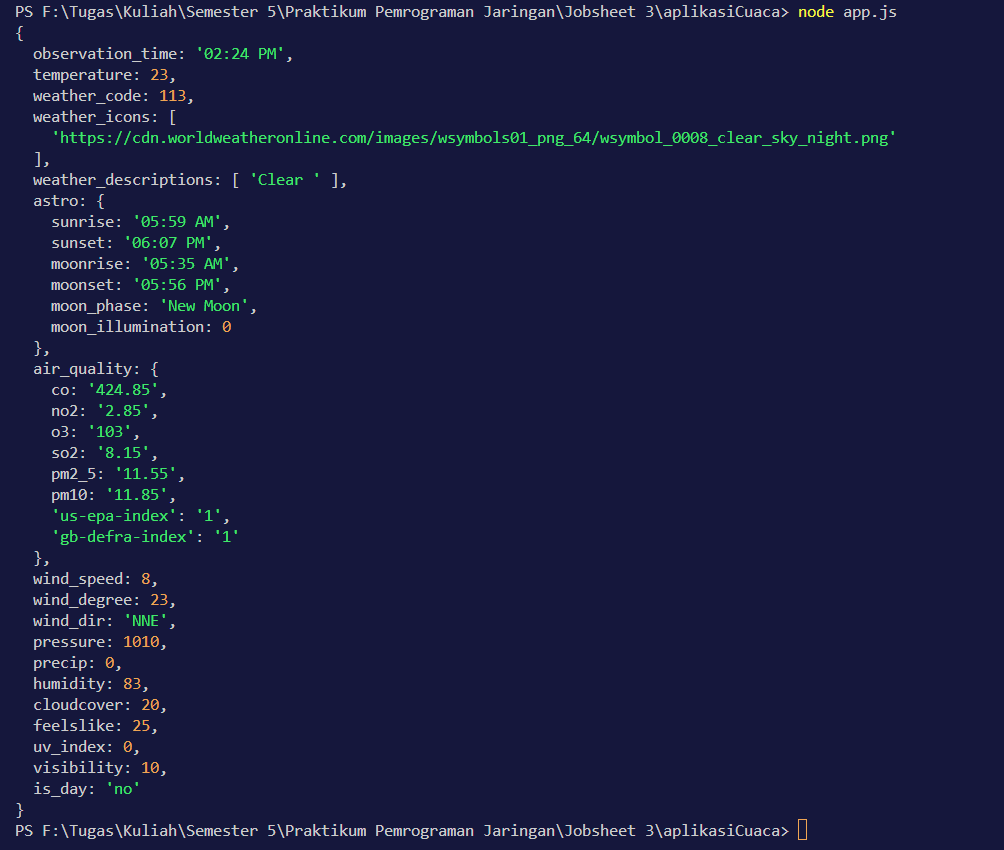 PS F:\Tugas\Kuliah\Semester 5\Praktikum Pemrograman Jaringan\Jobsheet 3\aplikasiCuaca> node app.js
{
  observation_time: '02:24 PM',
  temperature: 23,
  weather_code: 113,
  weather_icons: [
    'https://cdn.worldweatheronline.com/images/wsymbols01_png_64/wsymbol_0008_clear_sky_night.png'
  ],
  weather_descriptions: [ 'Clear ' ],
  astro: {
    sunrise: '05:59 AM',
    sunset: '06:07 PM',
    moonrise: '05:35 AM',
    moonset: '05:56 PM',
    moon_phase: 'New Moon',
    moon_illumination: 0
  },
  air_quality: {
    co: '424.85',
    no2: '2.85',
    o3: '103',
    so2: '8.15',
    pm2_5: '11.55',
    pm10: '11.85',
    'us-epa-index': '1',
    'gb-defra-index': '1'
  },
  wind_speed: 8,
  wind_degree: 23,
  wind_dir: 'NNE',
  pressure: 1010,
  precip: 0,
  humidity: 83,
  cloudcover: 20,
  feelslike: 25,
  uv_index: 0,
  visibility: 10,
  is_day: 'no'
}
PS F:\Tugas\Kuliah\Semester 5\Praktikum Pemrograman Jaringan\Jobsheet 3\aplikasiCuaca>